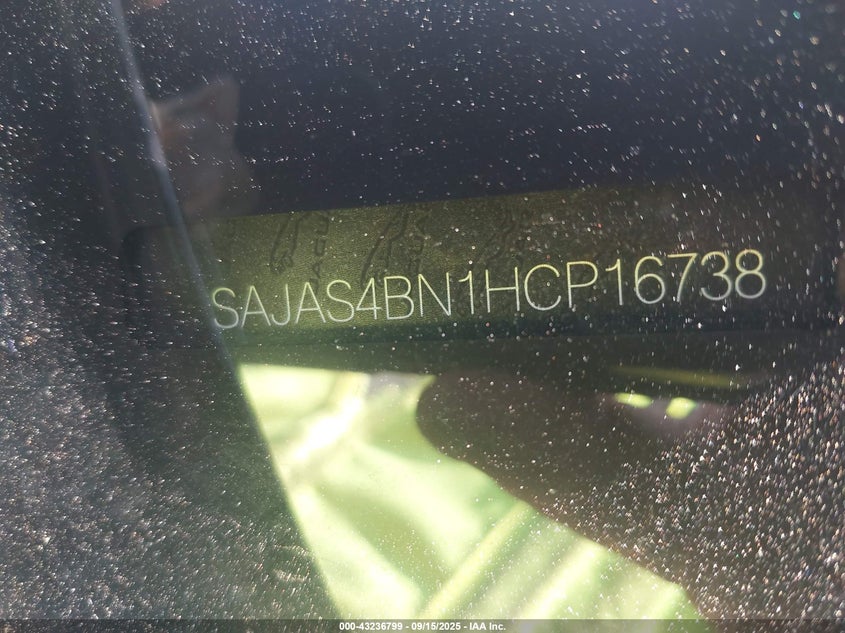 SAJAS4BN1HCP16738
000-43236799 - 09/15/2025 - IAA Inc.